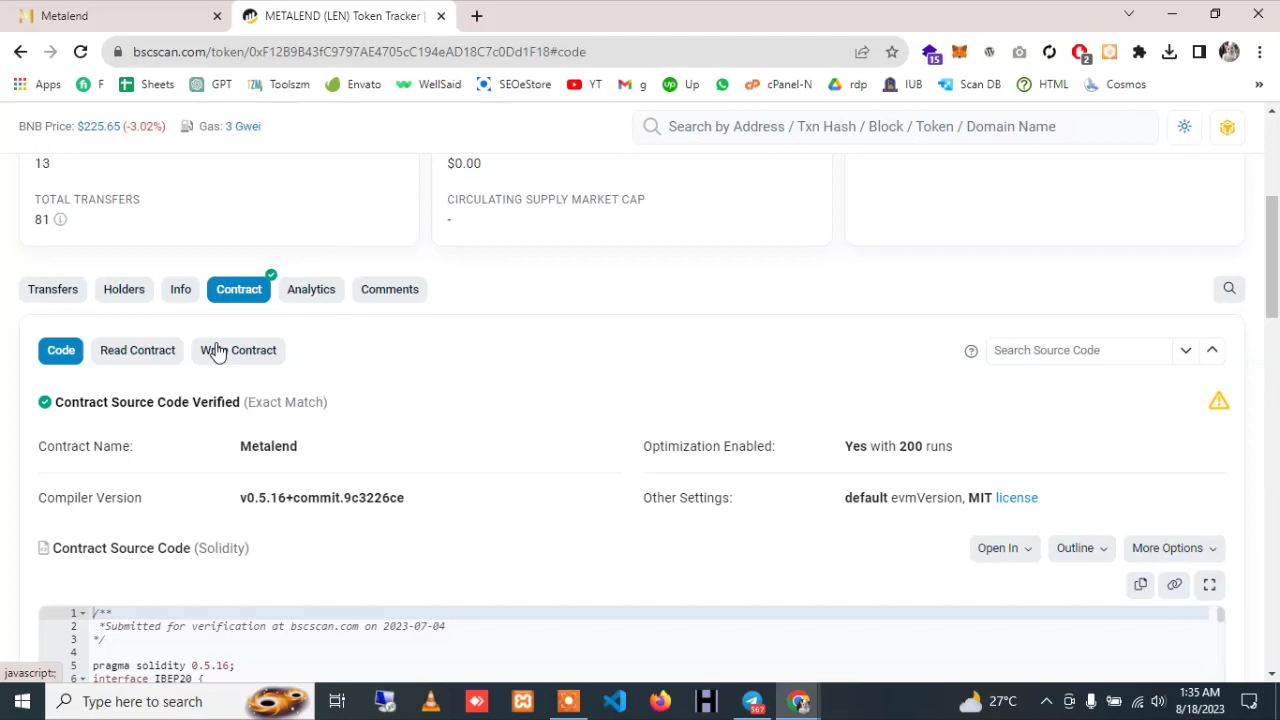 Metalend
METALEND (LEN) Token Tracker |
bscscan.com/token/0xF12B9B43fC9797AE4705cC194eAD18C7c0Dd1F18#code
15
2
Apps F Sheets GPT Toolszm Envato WellSaid SEOeStore YT g Up cPanel-N rdp IUB Scan DB HTML Cosmos »
BNB Price: $225.65 (-3.02%) Gas: 3 Gwei
Search by Address / Txn Hash / Block / Token / Domain Name
13
$0.00
TOTAL TRANSFERS
CIRCULATING SUPPLY MARKET CAP
81
-
Transfers Holders Info Contract Analytics Comments
Code Read Contract Write Contract
Search Source Code
Contract Source Code Verified (Exact Match)
Contract Name: Metalend
Optimization Enabled: Yes with 200 runs
Compiler Version v0.5.16+commit.9c3226ce
Other Settings: default evmVersion, MIT license
Contract Source Code (Solidity)
Open In Outline More Options
1 /**
2 *Submitted for verification at bscscan.com on 2023-07-04
3 */
4
5 pragma solidity 0.5.16;
6 interface IBEP20 {
javascript:;
Type here to search
567
27°C
1:35 AM
8/18/2023